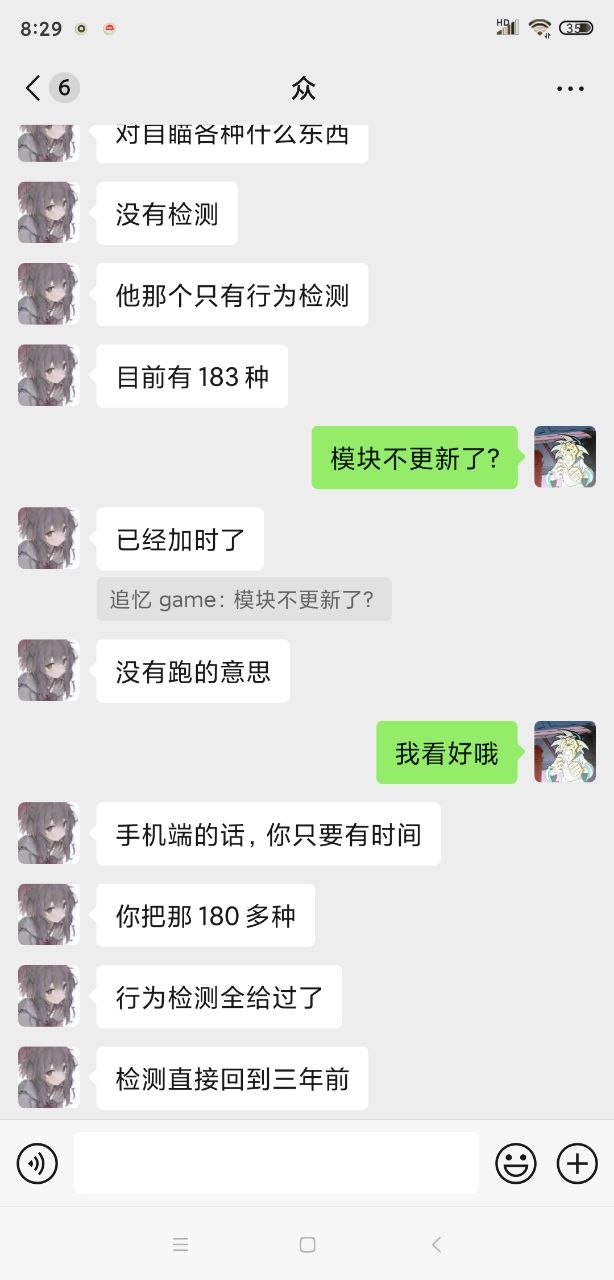 8:29
HD
35
6
众
对自瞄各种什么东西
没有检测
他那个只有行为检测
目前有 183 种
模块不更新了?
已经加时了
追忆 game: 模块不更新了?
没有跑的意思
我看好哦
手机端的话，你只要有时间
你把那 180 多种
行为检测全给过了
检测直接回到三年前